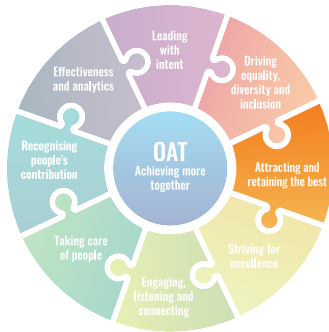 Leading
with
intent
Driving
equality,
diversity and
inclusion
Attracting and
retaining the best
Striving for
excellence
Engaging,
listening and
connecting
Taking care
of people
Recognising
people's
contribution
Effectiveness
and analytics
OAT
Achieving more
together